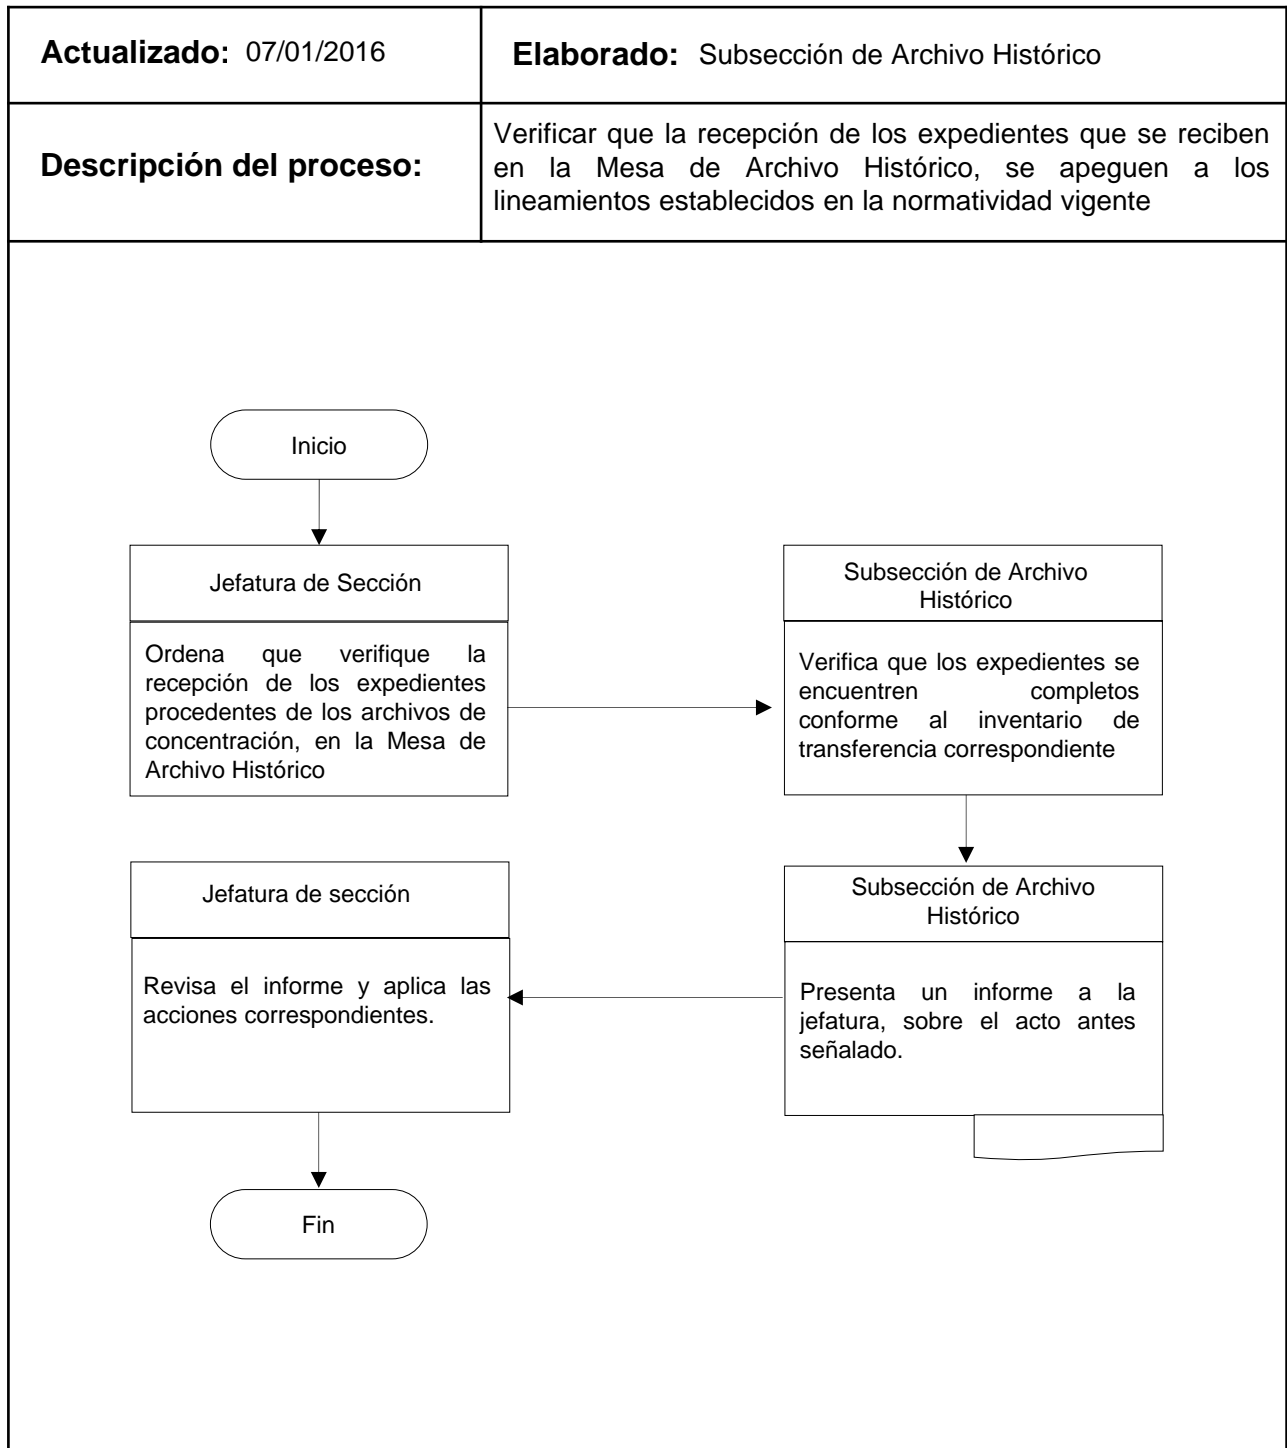 Actualizado: 07/01/2016
Elaborado: Subsección de Archivo Histórico
Descripción del proceso:
Verificar que la recepción de los expedientes que se reciben
en la Mesa de Archivo Histórico, se apeguen a los
lineamientos establecidos en la normatividad vigente
Inicio
Jefatura de Sección
Ordena que verifique la
recepción de los expedientes
procedentes de los archivos de
concentración, en la Mesa de
Archivo Histórico
Subsección de Archivo
Histórico
Verifica que los expedientes se
encuentren completos
conforme al inventario de
transferencia correspondiente
Subsección de Archivo
Histórico
Presenta un informe a la
jefatura, sobre el acto antes
señalado.
Jefatura de sección
Revisa el informe y aplica las
acciones correspondientes.
Fin